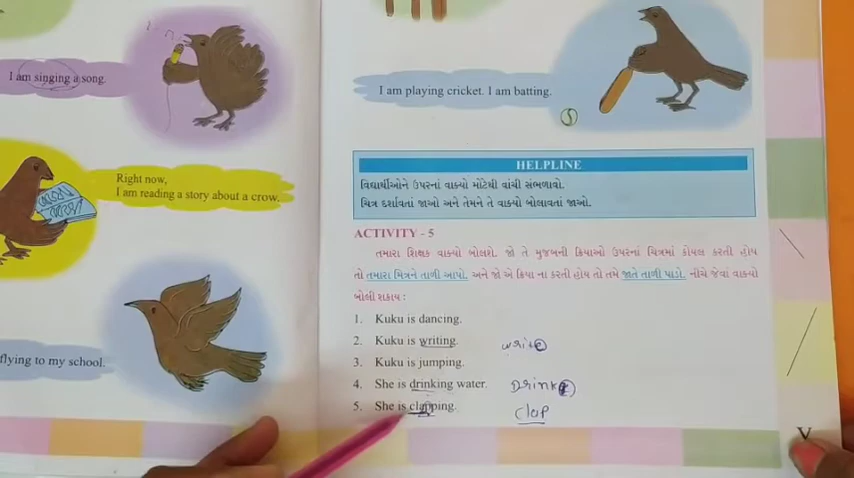 I am singing a song.
Right now,
I am reading a story about a crow.
flying to my school.
I am playing cricket. I am batting.
HELPLINE
વિદ્યાર્થીઓને ઉપરનાં વાક્યો મોટેથી વાંચી સંભળાવો.
ચિત્ર દર્શાવતાં જાઓ અને તેમને તે વાક્યો બોલાવતાં જાઓ.
ACTIVITY - 5
તમારા શિક્ષક વાક્યો બોલશે. જો તે મુજબની ક્રિયાઓ ઉપરનાં ચિત્રમાં કોયલ કરતી હોય
તો તમારા મિત્રને તાળી આપો. અને જો એ ક્રિયા ના કરતી હોય તો તમે જાતે તાળી પાડો. નીચે જેવાં વાક્યો
બોલી શકાય :
1. Kuku is dancing.
2. Kuku is writing. write
3. Kuku is jumping.
4. She is drinking water. Drink
5. She is clapping. clap
V